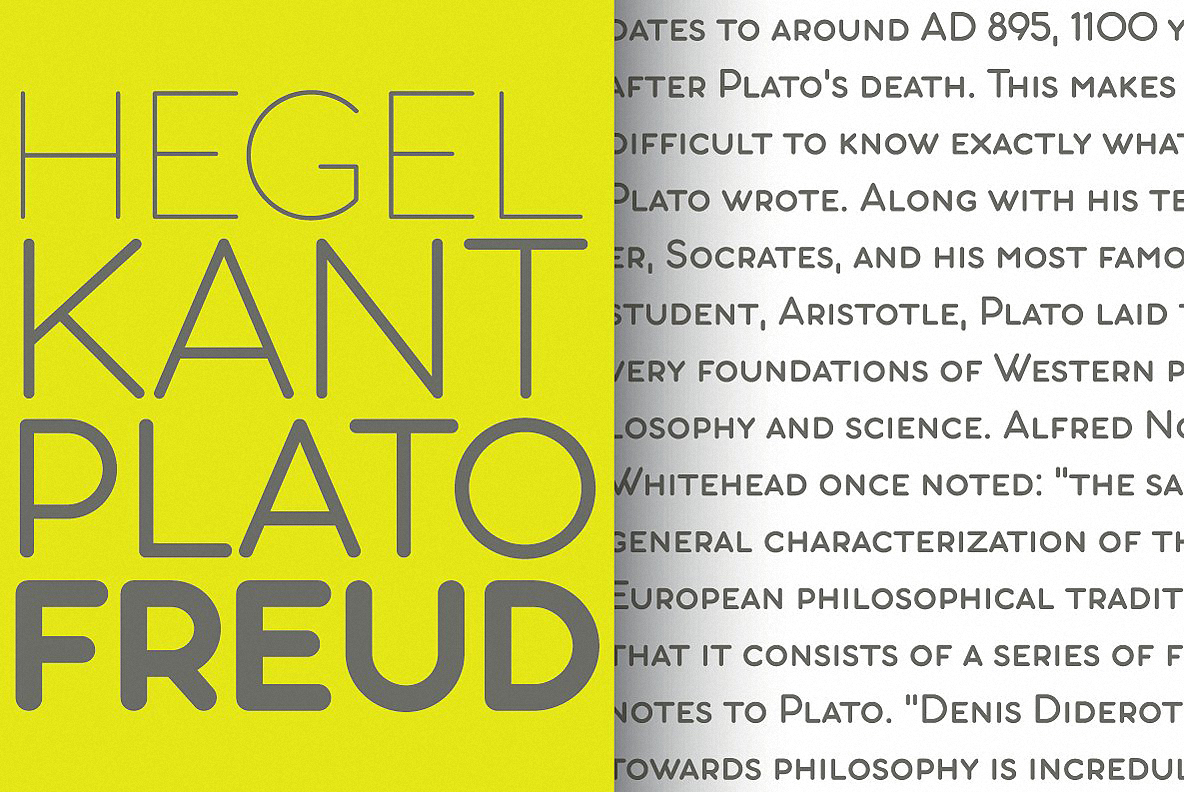 HEGEL
KANT
PLATO
FREUD
DATES TO AROUND AD 895, 1100 Y
AFTER PLATO'S DEATH. THIS MAKES
DIFFICULT TO KNOW EXACTLY WHAT
PLATO WROTE. ALONG WITH HIS TE
ER, SOCRATES, AND HIS MOST FAMO
STUDENT, ARISTOTLE, PLATO LAID T
VERY FOUNDATIONS OF WESTERN P
LOSOPHY AND SCIENCE. ALFRED NO
WHITEHEAD ONCE NOTED: "THE SA
GENERAL CHARACTERIZATION OF TH
EUROPEAN PHILOSOPHICAL TRADIT
THAT IT CONSISTS OF A SERIES OF F
NOTES TO PLATO. "DENIS DIDEROT
TOWARDS PHILOSOPHY IS INCREDUL